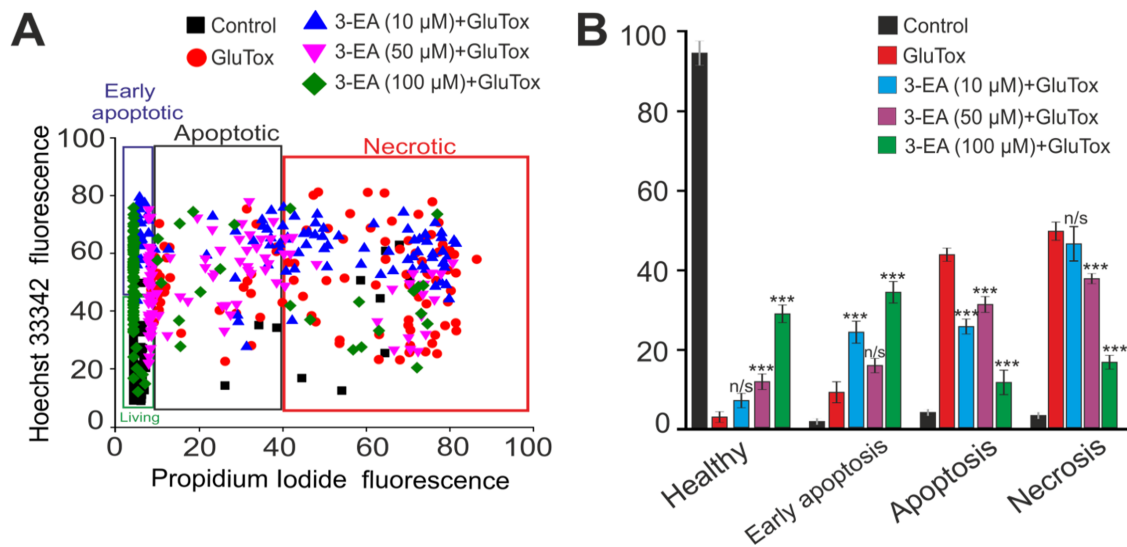 A
Control
GluTox
3-EA (10 µM)+GluTox
3-EA (50 µM)+GluTox
3-EA (100 µM)+GluTox
Early
apoptotic
Apoptotic
Necrotic
Living
Hoechst 33342 fluorescence
100
80
60
40
20
0
0
20
40
60
80
100
Propidium Iodide fluorescence
B
Control
GluTox
3-EA (10 µM)+GluTox
3-EA (50 µM)+GluTox
3-EA (100 µM)+GluTox
100
80
60
40
20
0
n/s
***
***
***
n/s
***
***
***
***
n/s
***
***
Healthy
Early apoptosis
Apoptosis
Necrosis